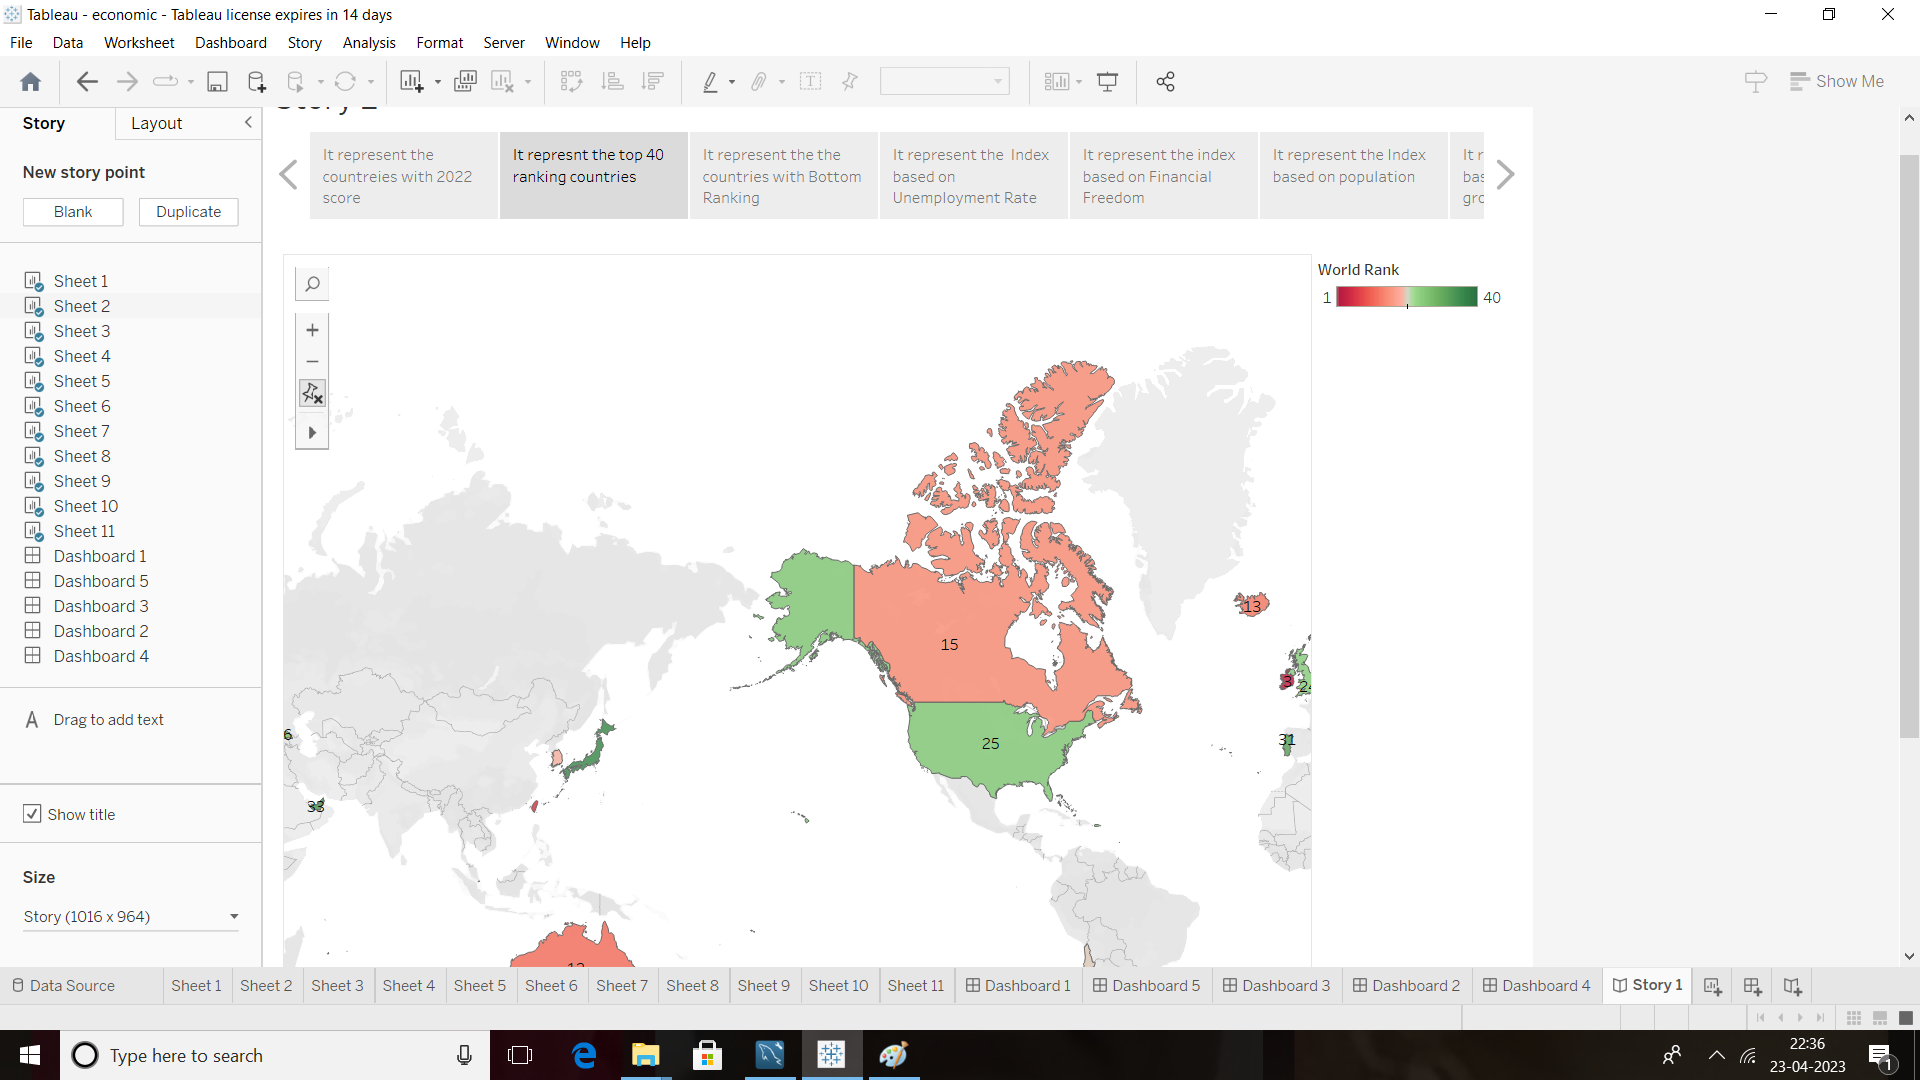 Tableau - economic - Tableau license expires in 14 days
File Data Worksheet Dashboard Story Analysis Format Server Window Help
Show Me
Story Layout
New story point
Blank Duplicate
Sheet 1
Sheet 2
Sheet 3
Sheet 4
Sheet 5
Sheet 6
Sheet 7
Sheet 8
Sheet 9
Sheet 10
Sheet 11
Dashboard 1
Dashboard 5
Dashboard 3
Dashboard 2
Dashboard 4
A Drag to add text
Show title
Size
Story (1016 x 964)
It represent the
countreies with 2022
score
It represnt the top 40
ranking countries
It represent the the
countries with Bottom
Ranking
It represent the Index
based on
Unemployment Rate
It represent the index
based on Financial
Freedom
It represent the Index
based on population
It r
bas
gro
World Rank
1 40
13
15
3
24
25
31
6
33
Data Source Sheet 1 Sheet 2 Sheet 3 Sheet 4 Sheet 5 Sheet 6 Sheet 7 Sheet 8 Sheet 9 Sheet 10 Sheet 11 Dashboard 1 Dashboard 5 Dashboard 3 Dashboard 2 Dashboard 4 Story 1
Type here to search
22:36
23-04-2023
1